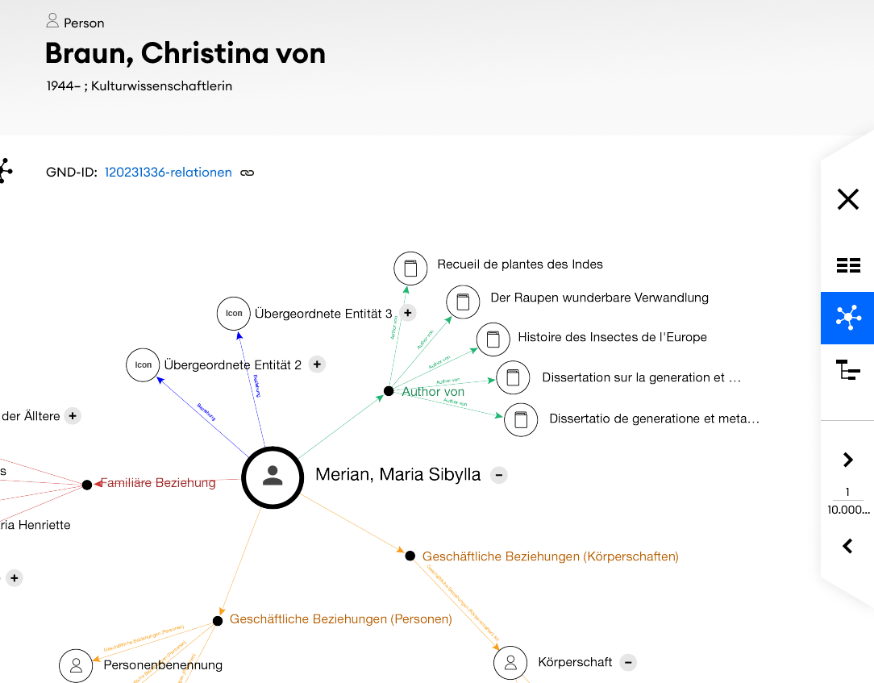 Person
Braun, Christina von
1944– ; Kulturwissenschaftlerin
GND-ID: 120231336-relationen
Recueil de plantes des Indes
Der Raupen wunderbare Verwandlung
Icon Übergeordnete Entität 3 +
Author von
Author von
Histoire des Insectes de l'Europe
Author von
Icon Übergeordnete Entität 2 +
Dissertation sur la generation et ...
Author von
Beziehung
Author von
Author von
Beziehung
der Älltere +
Dissertatio de generatione et meta...
s
Merian, Maria Sibylla −
Familiäre Beziehung
1
10.000...
ria Henriette
Geschäftliche Beziehungen (Körperschaften)
+
Geschäftliche Beziehungen (Personen)
Geschäftliche Beziehungen (Personen)
Personenbenennung
Körperschaft −